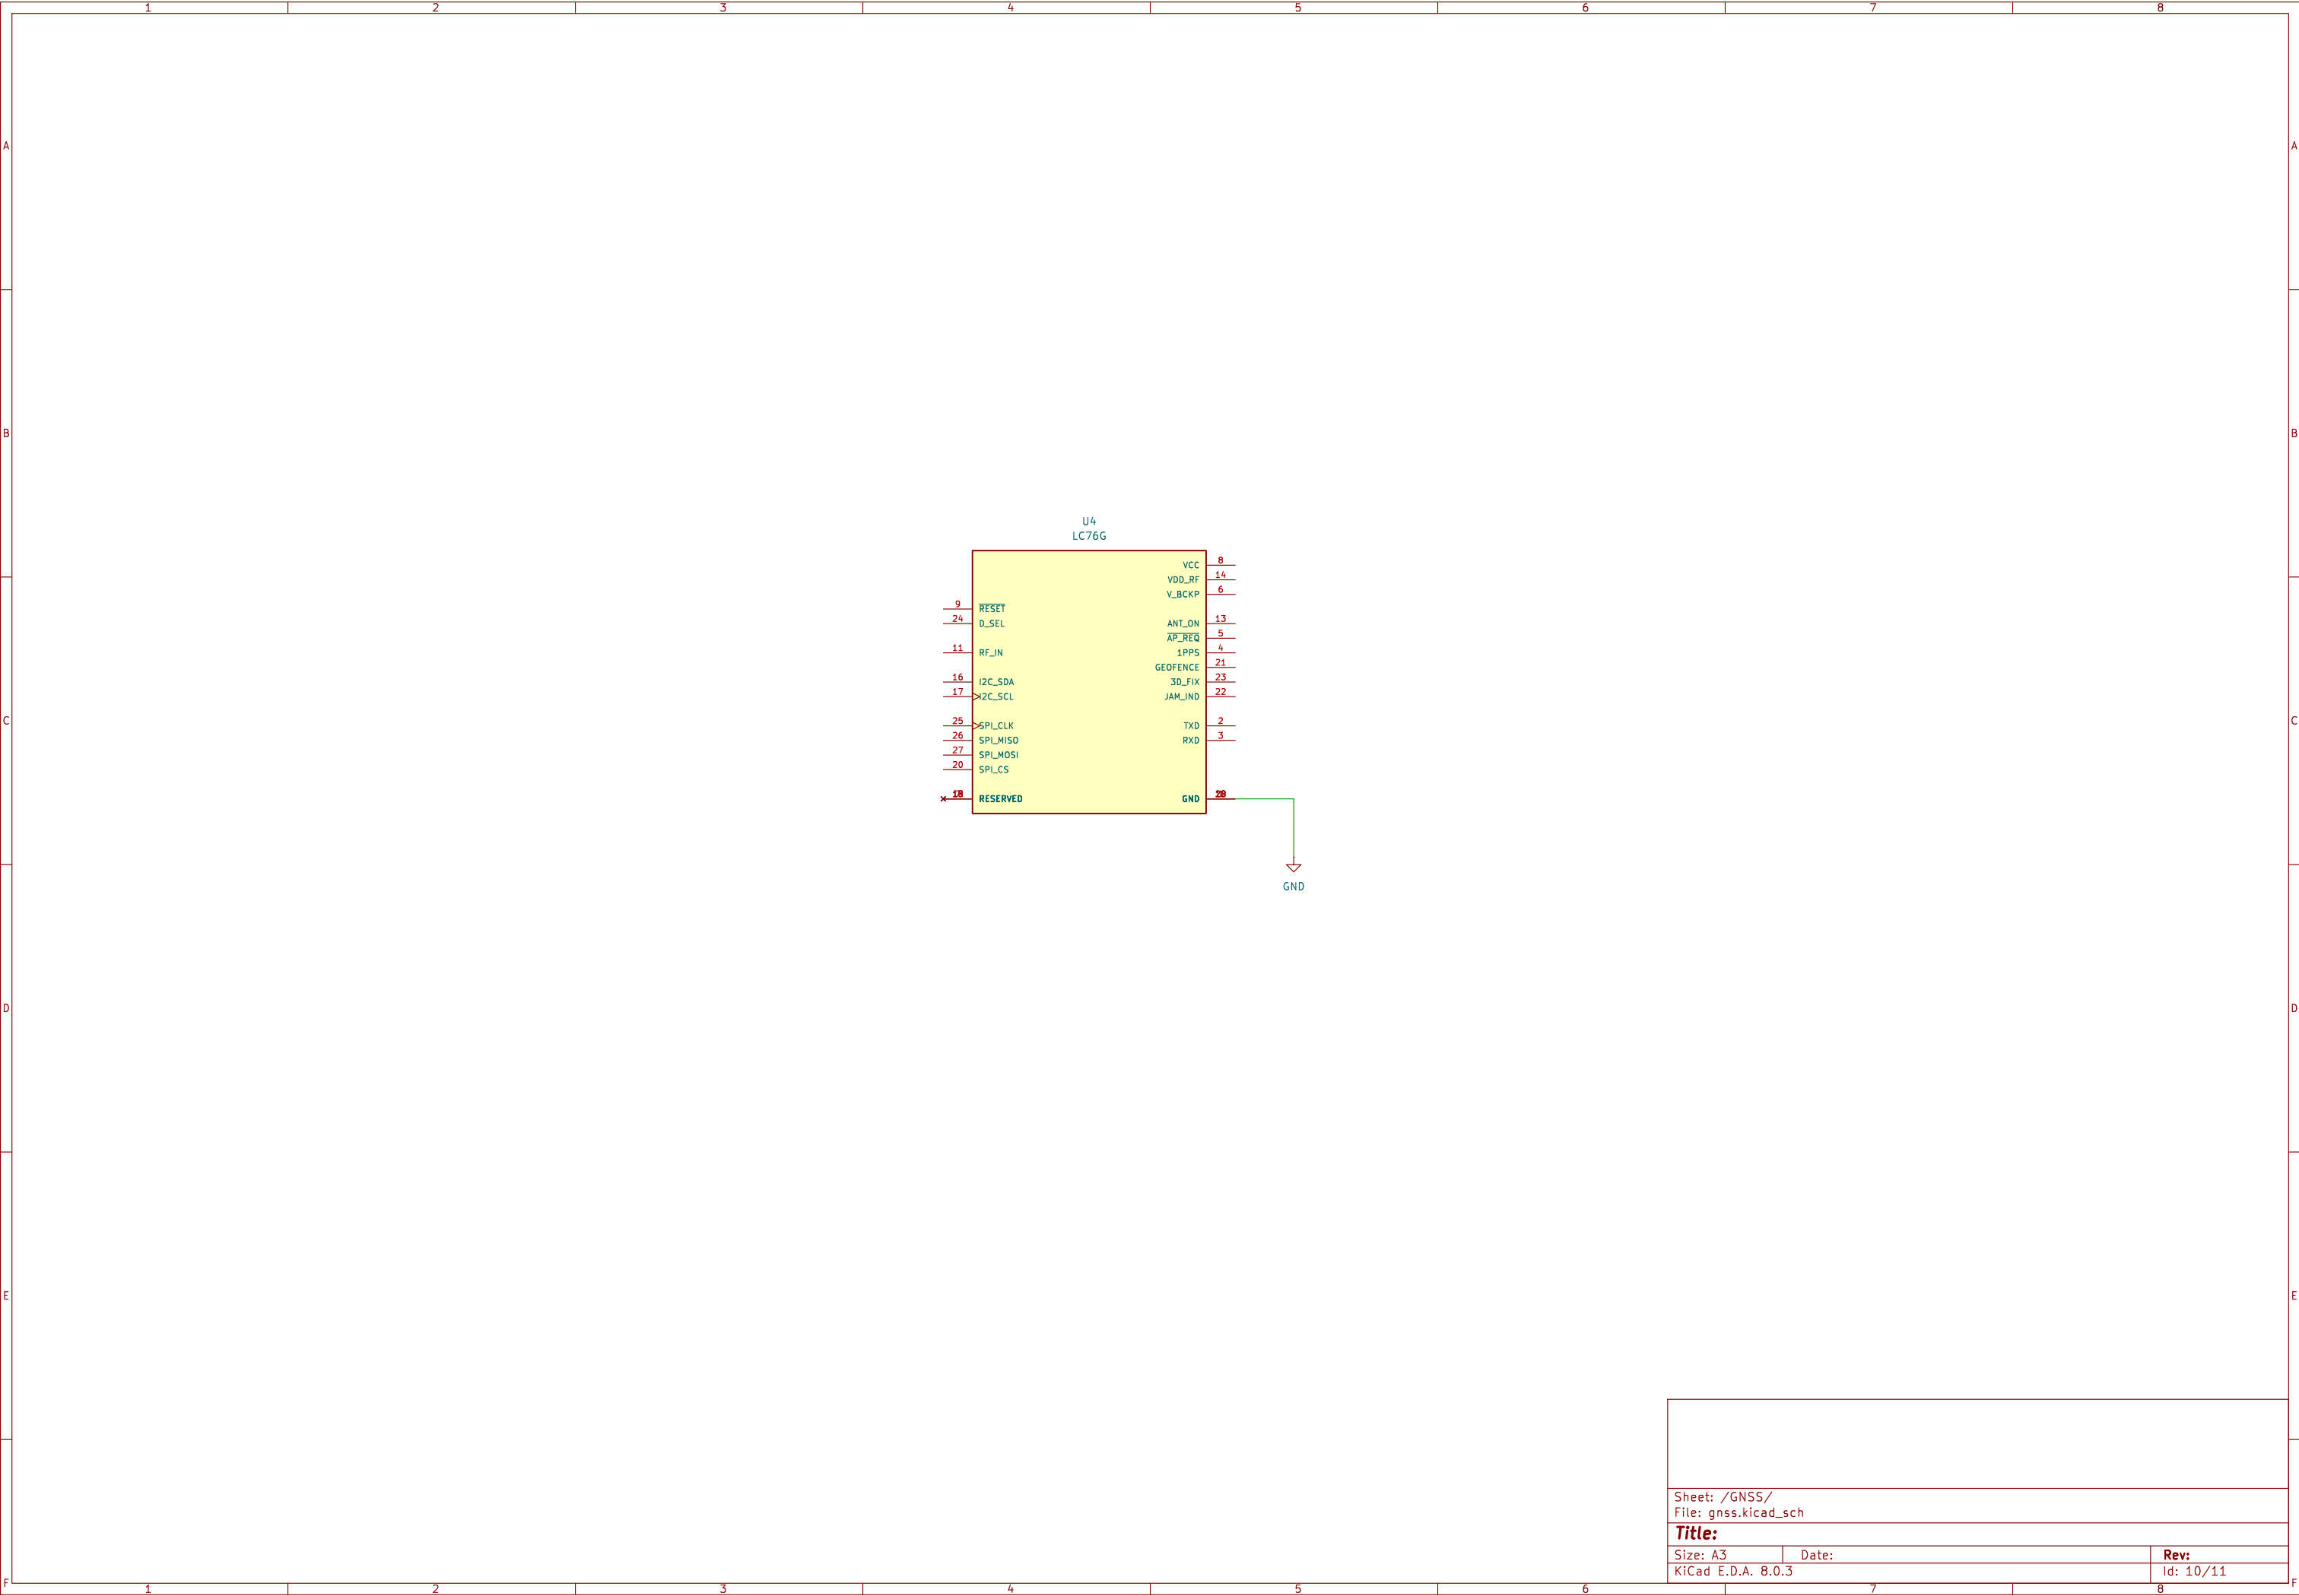 1 2 3 4 5 6 7 8
A A
B B
U4
LC76G
VCC 8
VDD_RF 14
V_BCKP 6
9 RESET
24 D_SEL
ANT_ON 13
AP_REQ 5
11 RF_IN
1PPS 4
GEOFENCE 21
16 I2C_SDA
3D_FIX 23
17 I2C_SCL
JAM_IND 22
C C
25 SPI_CLK
TXD 2
26 SPI_MISO
RXD 3
27 SPI_MOSI
20 SPI_CS
RESERVED
GND
GND
D D
E E
Sheet: /GNSS/
File: gnss.kicad_sch
Title:
Size: A3 Date: Rev:
KiCad E.D.A. 8.0.3 Id: 10/11
F F
1 2 3 4 5 6 7 8